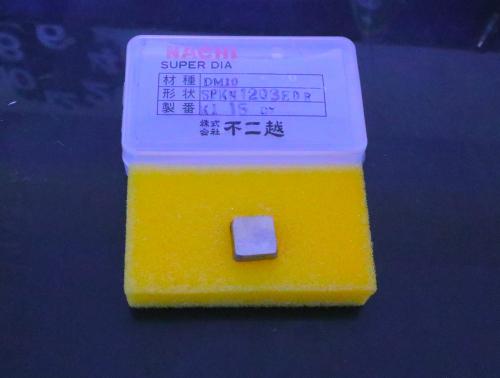 NACHI
SUPER DIA
材種 DM10
形状 SPKN1203EDR
製番
株式会社 不二越